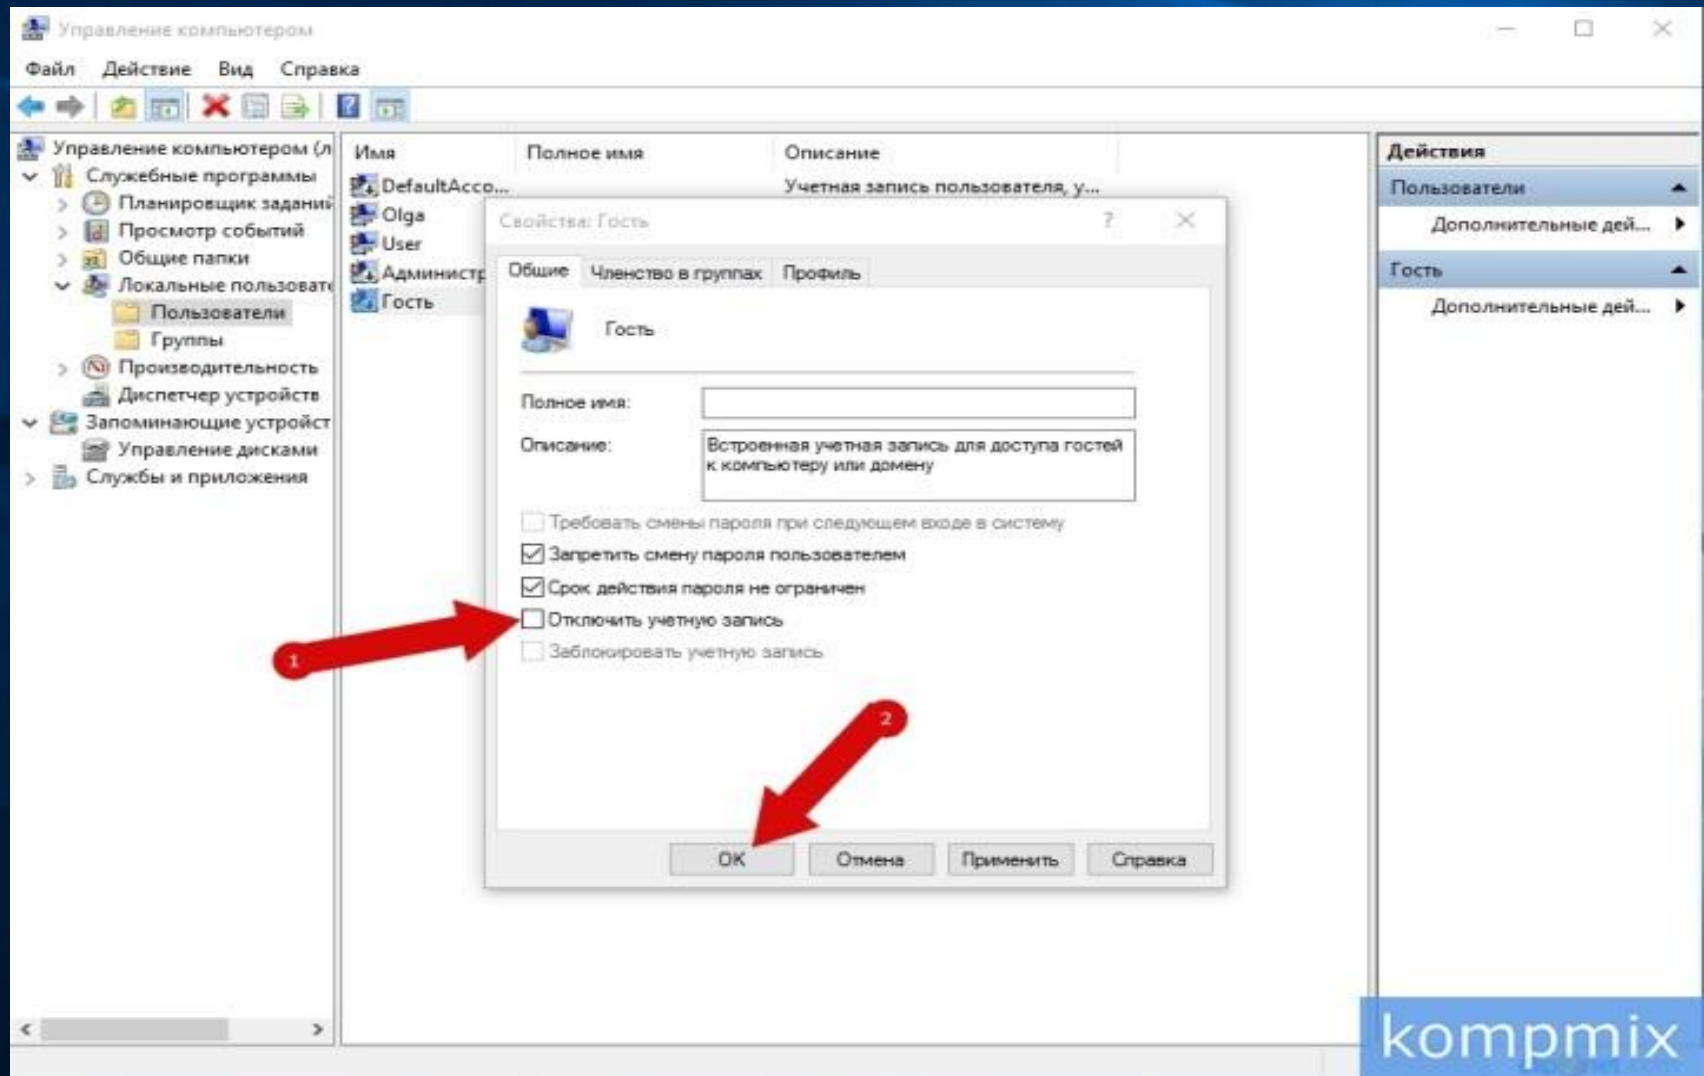 Управление компьютером
Файл Действие Вид Справка
Управление компьютером (л
Служебные программы
Планировщик заданий
Просмотр событий
Общие папки
Локальные пользовате
Пользователи
Группы
Производительность
Диспетчер устройств
Запоминающие устройст
Управление дисками
Службы и приложения
Имя Полное имя Описание
DefaultAcco... Учетная запись пользователя, у...
Olga
User
Администр
Гость
Свойства: Гость ?
Общие Членство в группах Профиль
Гость
Полное имя:
Описание: Встроенная учетная запись для доступа гостей
к компьютеру или домену
Требовать смены пароля при следующем входе в систему
Запретить смену пароля пользователем
Срок действия пароля не ограничен
Отключить учетную запись
Заблокировать учетную запись
1
2
ОК Отмена Применить Справка
Действия
Пользователи
Дополнительные дей...
Гость
Дополнительные дей...
kompmix